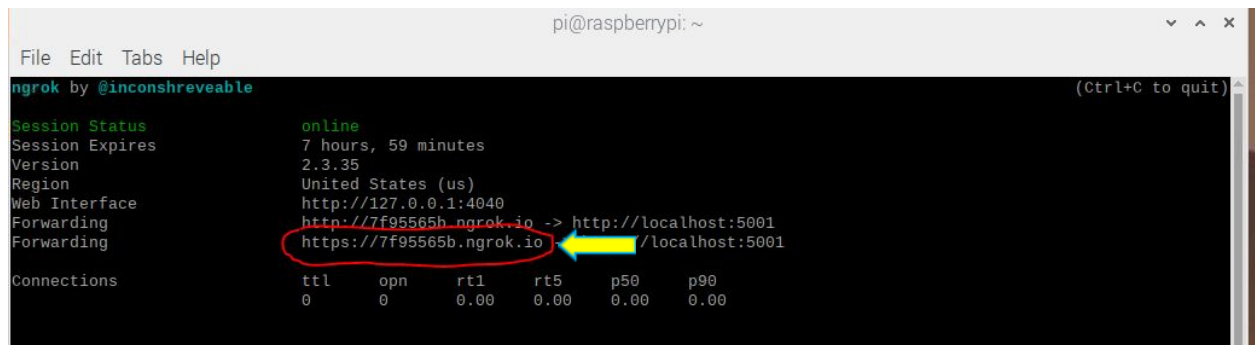 pi@raspberrypi: ~
File Edit Tabs Help
ngrok by @inconshreveable (Ctrl+C to quit)
Session Status online
Session Expires 7 hours, 59 minutes
Version 2.3.35
Region United States (us)
Web Interface http://127.0.0.1:4040
Forwarding http://7f95565b.ngrok.io -> http://localhost:5001
Forwarding https://7f95565b.ngrok.io //localhost:5001
Connections ttl opn rt1 rt5 p50 p90
0 0 0.00 0.00 0.00 0.00